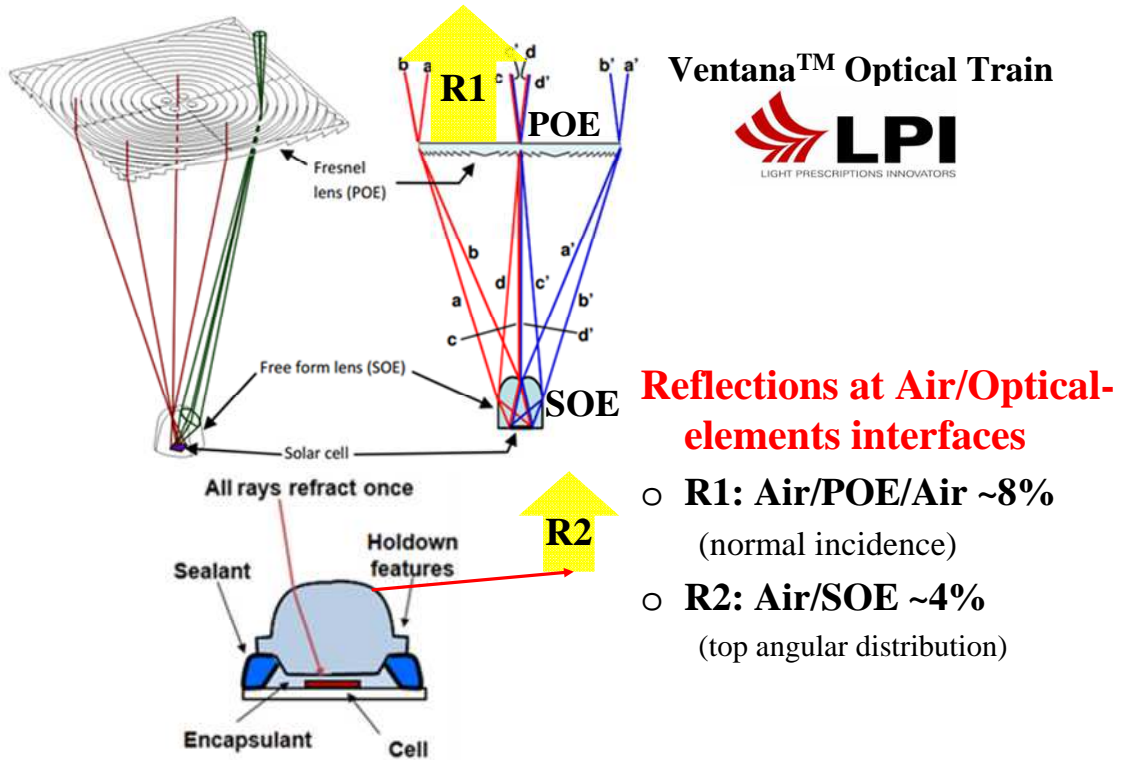 Ventana™ Optical Train
LPI
LIGHT PRESCRIPTIONS INNOVATORS
b a
c' d
c d'
b' a'
R1
POE
Fresnel
lens (POE)
b
a'
d
c'
a
b'
c
d'
Free form lens (SOE)
SOE
Solar cell
Reflections at Air/Optical-
elements interfaces
o R1: Air/POE/Air ~8%
(normal incidence)
o R2: Air/SOE ~4%
(top angular distribution)
All rays refract once
R2
Holdown
features
Sealant
Encapsulant
Cell